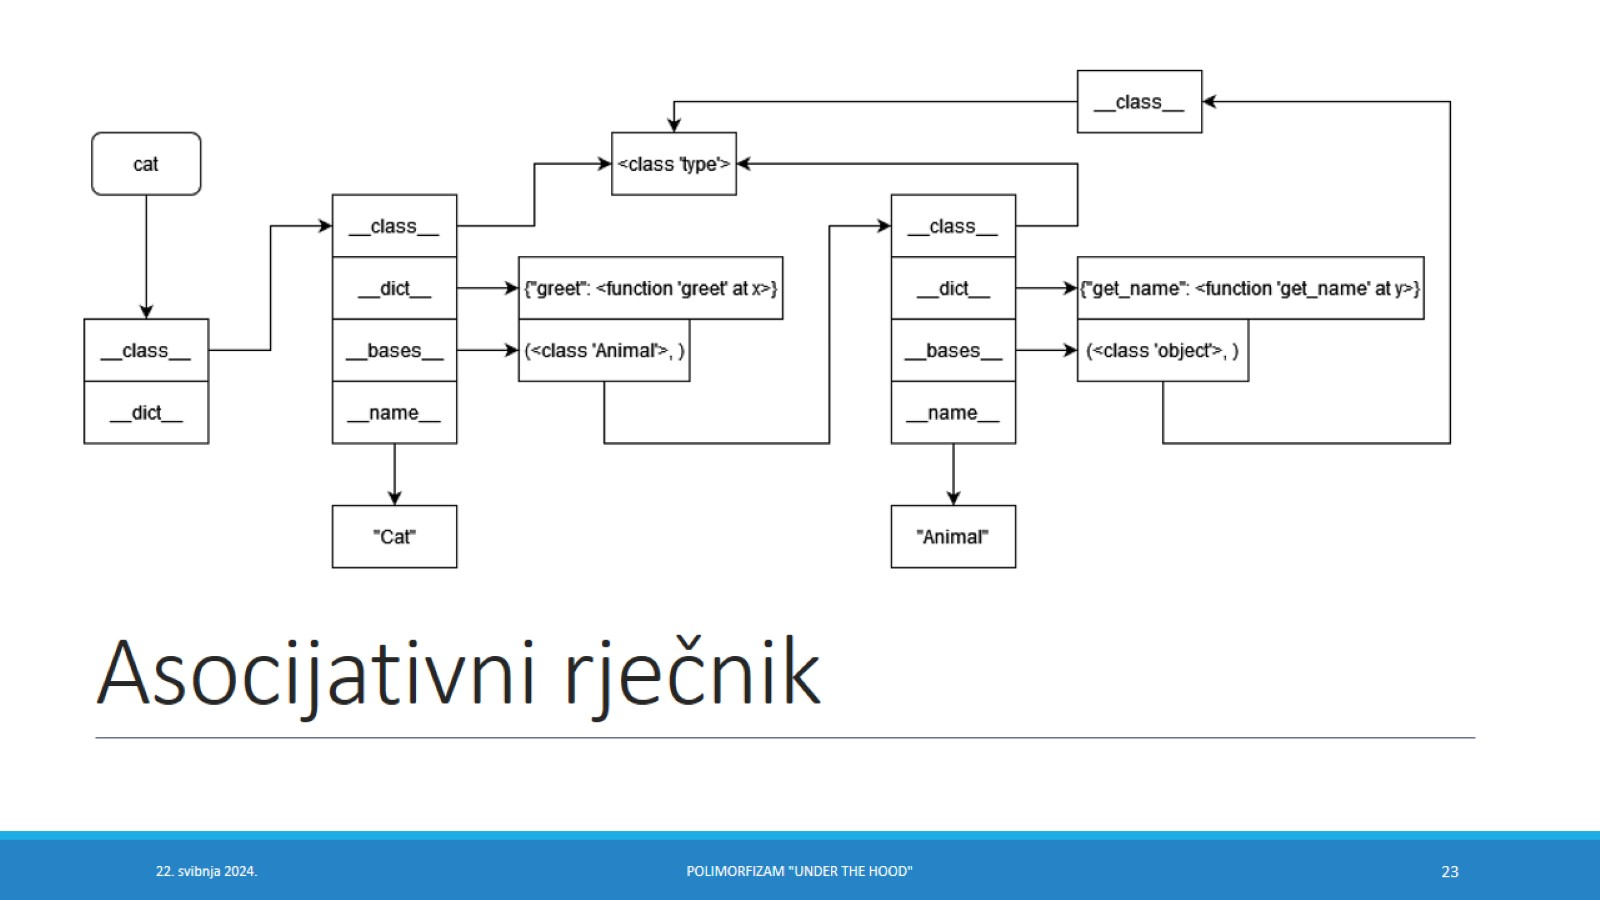 __class__
cat
<class 'type'>
__class__
__class__
__dict__
{"greet": <function 'greet' at x>}
__dict__
{"get_name": <function 'get_name' at y>}
__class__
__bases__
(<class 'Animal'>, )
__bases__
(<class 'object'>, )
__dict__
__name__
__name__
"Cat"
"Animal"
Asocijativni rječnik
22. svibnja 2024.
POLIMORFIZAM "UNDER THE HOOD"
23